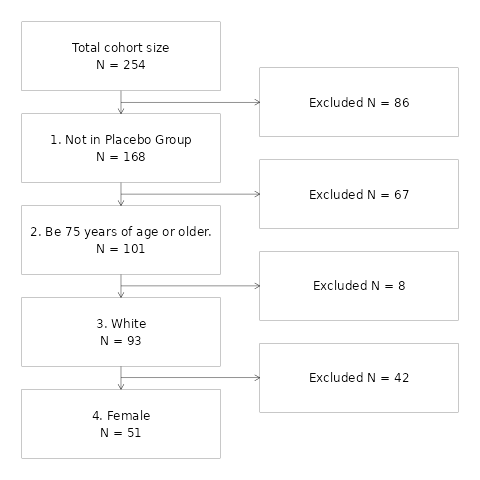 Total cohort size
N = 254
Excluded N = 86
1. Not in Placebo Group
N = 168
Excluded N = 67
2. Be 75 years of age or older.
N = 101
Excluded N = 8
3. White
N = 93
Excluded N = 42
4. Female
N = 51